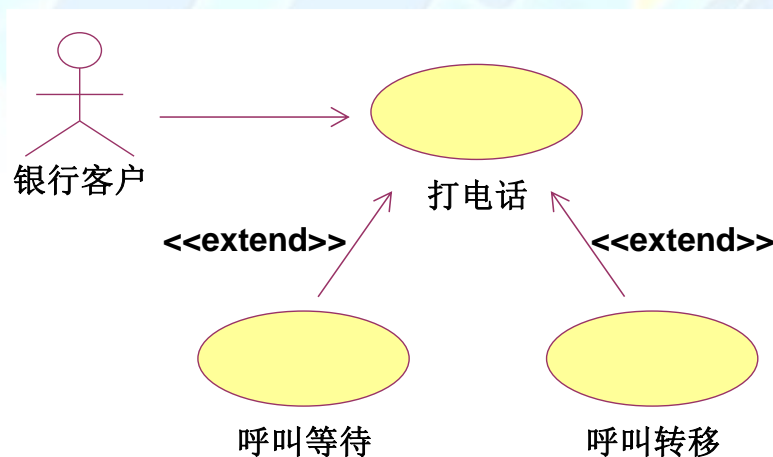 银行客户
打电话
<<extend>>
<<extend>>
呼叫等待
呼叫转移